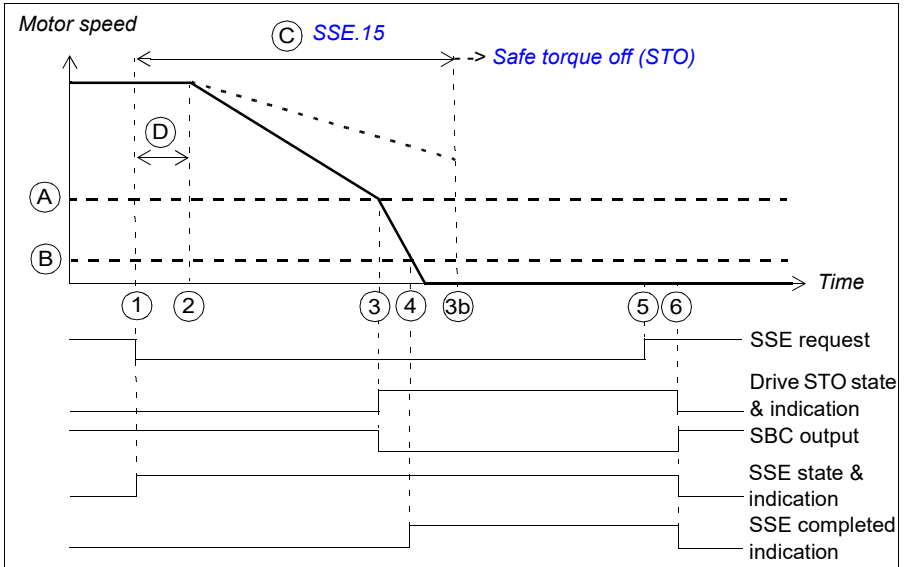 Motor speed
C SSE.15
--> Safe torque off (STO)
D
A
B
Time
1 2 3 4 3b 5 6
SSE request
Drive STO state
& indication
SBC output
SSE state &
indication
SSE completed
indication